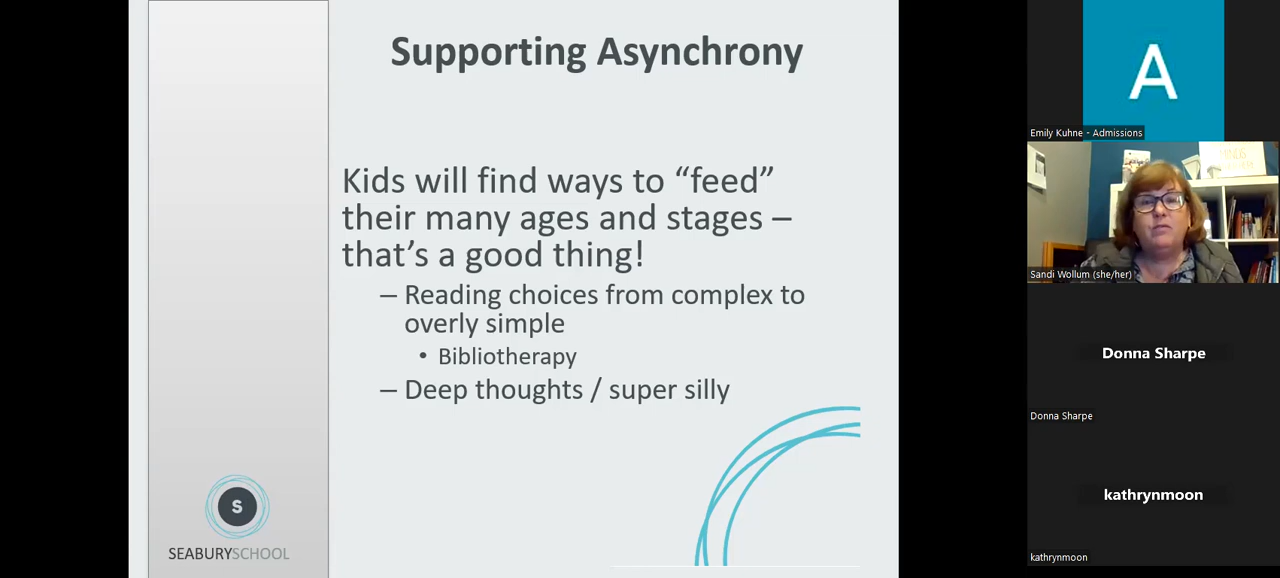 Supporting Asynchrony
Kids will find ways to “feed”
their many ages and stages –
that’s a good thing!
– Reading choices from complex to
overly simple
• Bibliotherapy
– Deep thoughts / super silly
S
SEABURYSCHOOL
A
Emily Kuhne - Admissions
Sandi Wollum (she/her)
Donna Sharpe
Donna Sharpe
kathrynmoon
kathrynmoon